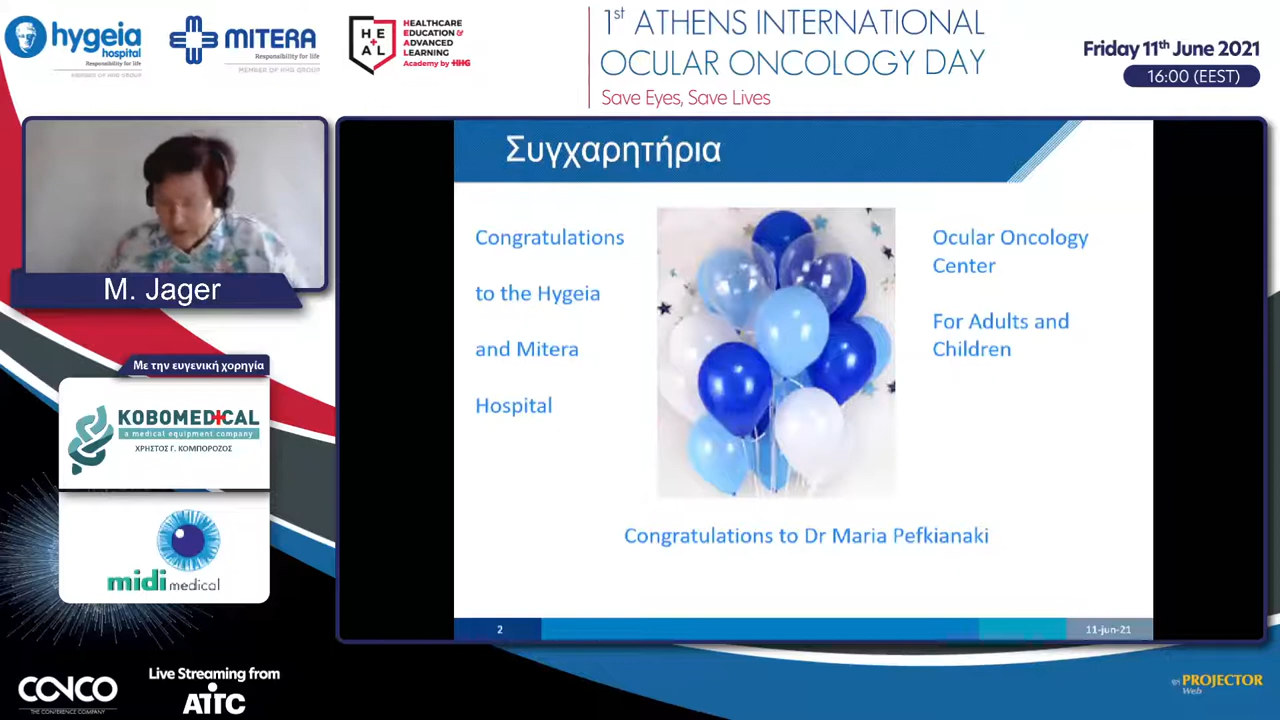 hygeia
hospital
Responsibility for life
MEMBER OF HHG GROUP
MITERA
Responsibility for life
MEMBER OF HHG GROUP
HE
AL
HEALTHCARE
EDUCATION &
ADVANCED
LEARNING
Academy by HHG
1st ATHENS INTERNATIONAL
OCULAR ONCOLOGY DAY
Save Eyes, Save Lives
Friday 11th June 2021
16:00 (EEST)
M. Jager
Συγχαρητήρια
Congratulations
to the Hygeia
and Mitera
Hospital
Ocular Oncology
Center
For Adults and
Children
Congratulations to Dr Maria Pefkianaki
2
11-jun-21
Με την ευγενική χορηγία
KOBOMEDICAL
a medical equipment company
ΧΡΗΣΤΟΣ Γ. ΚΟΜΠΟΡΟΖΟΣ
midi medical
CONCO
THE CONFERENCE COMPANY
Live Streaming from
AITC
PROJECTOR
Web